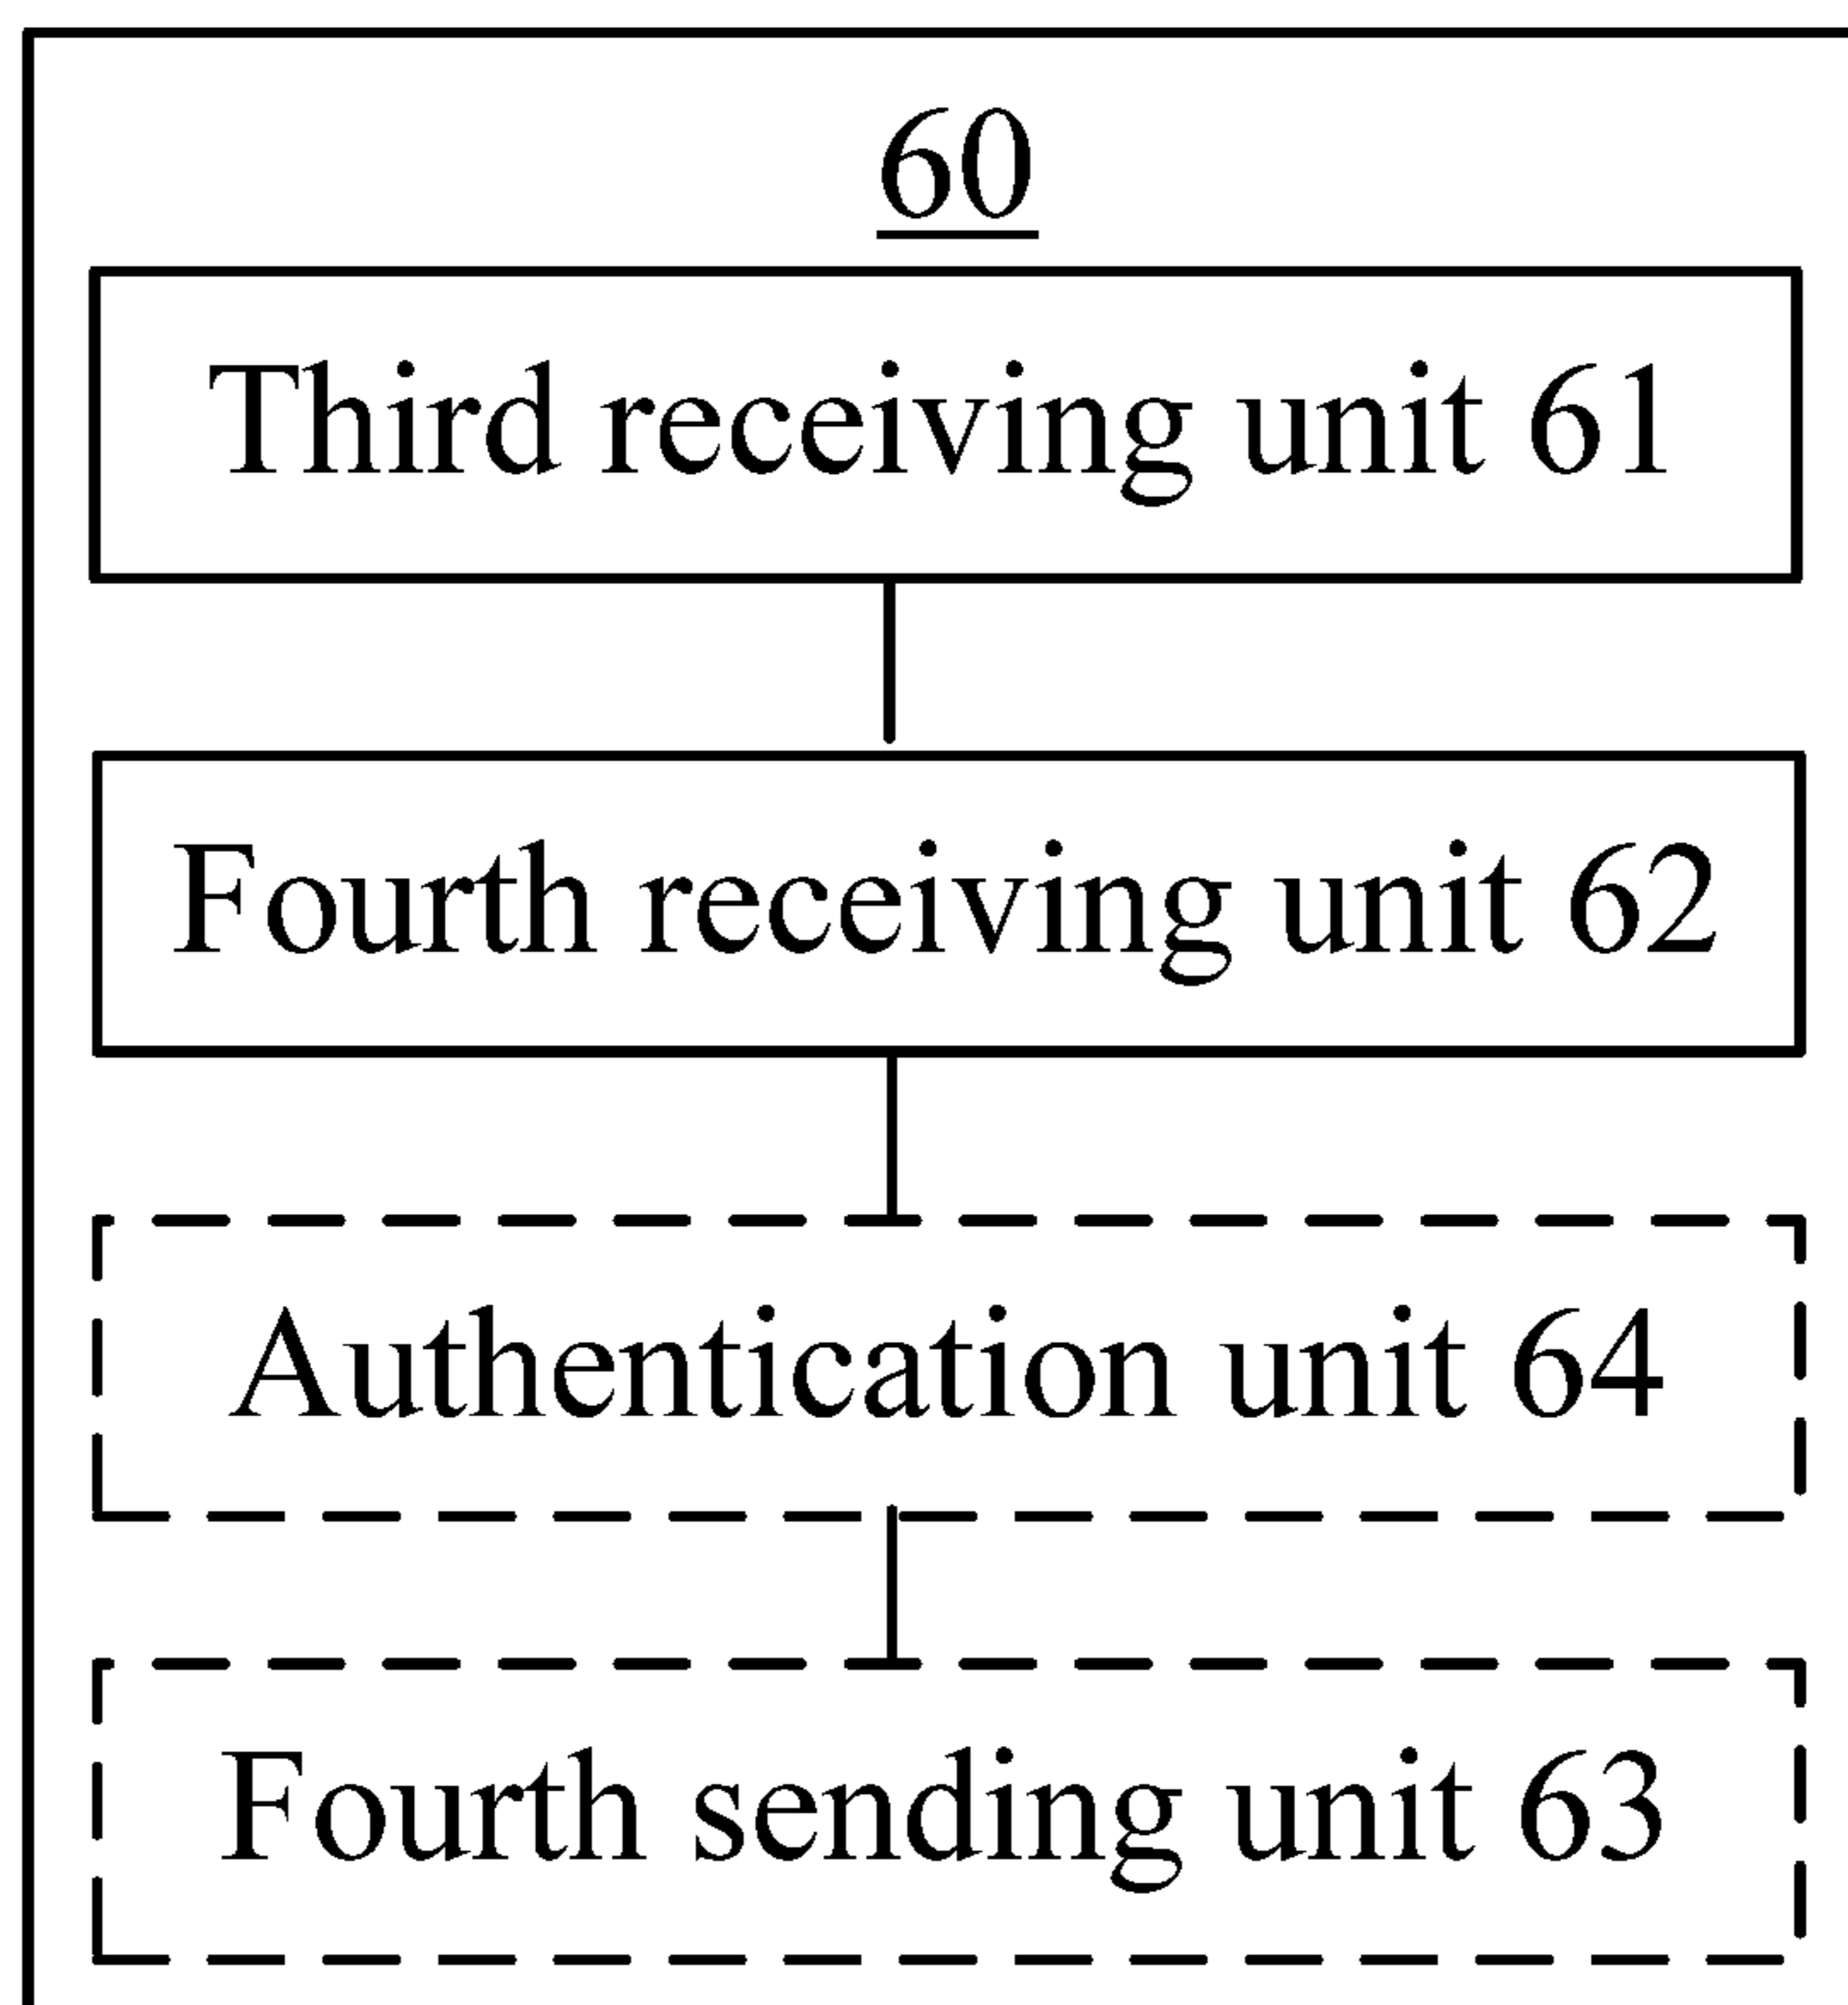 60
Third receiving unit 61
Fourth receiving unit 62
Authentication unit 64
Fourth sending unit 63